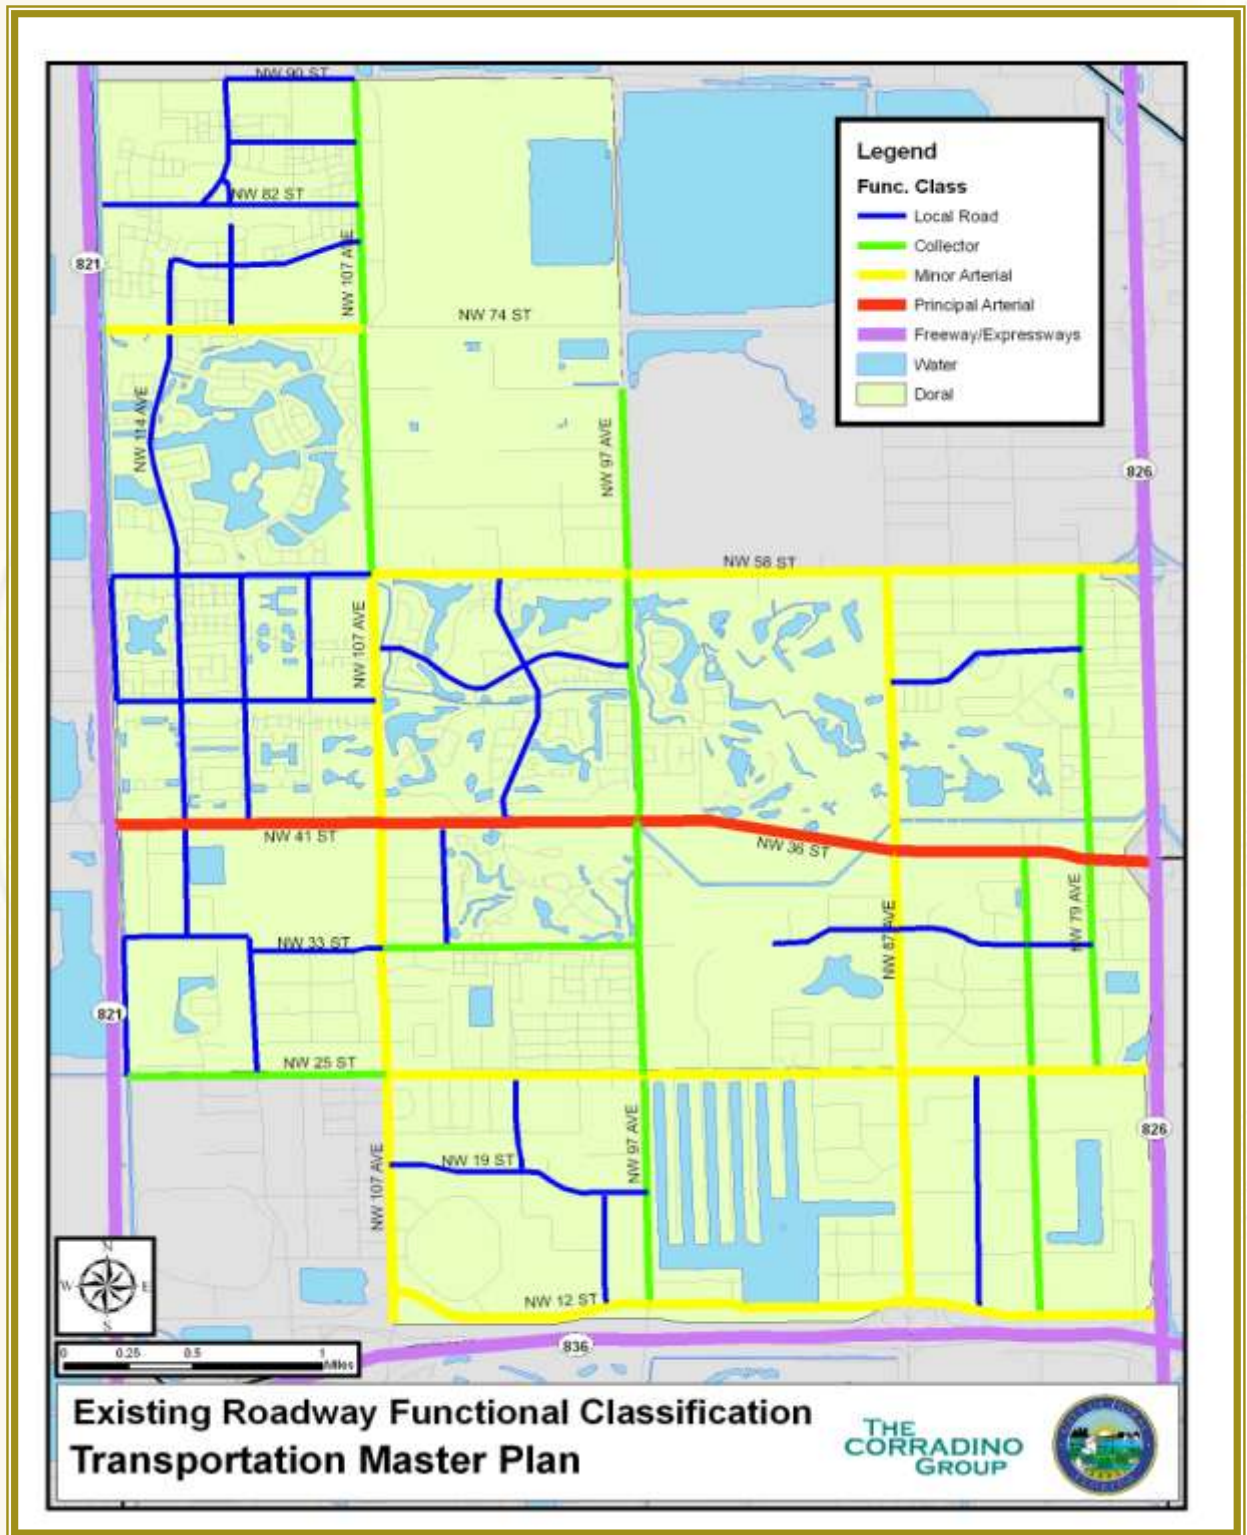 NW 90 ST
NW 82 ST
821
NW 107 AVE
NW 74 ST
Legend
Func. Class
Local Road
Collector
Minor Arterial
Principal Arterial
Freeway/Expressways
Water
Doral
NW 114 AVE
NW 97 AVE
826
NW 58 ST
NW 107 AVE
NW 41 ST
NW 36 ST
NW 79 AVE
NW 87 AVE
NW 33 ST
821
NW 25 ST
NW 19 ST
NW 97 AVE
826
NW 107 AVE
NW 12 ST
N
W
E
S
836
0 0.25 0.5 1
Miles
Existing Roadway Functional Classification
Transportation Master Plan
THE
CORRADINO
GROUP